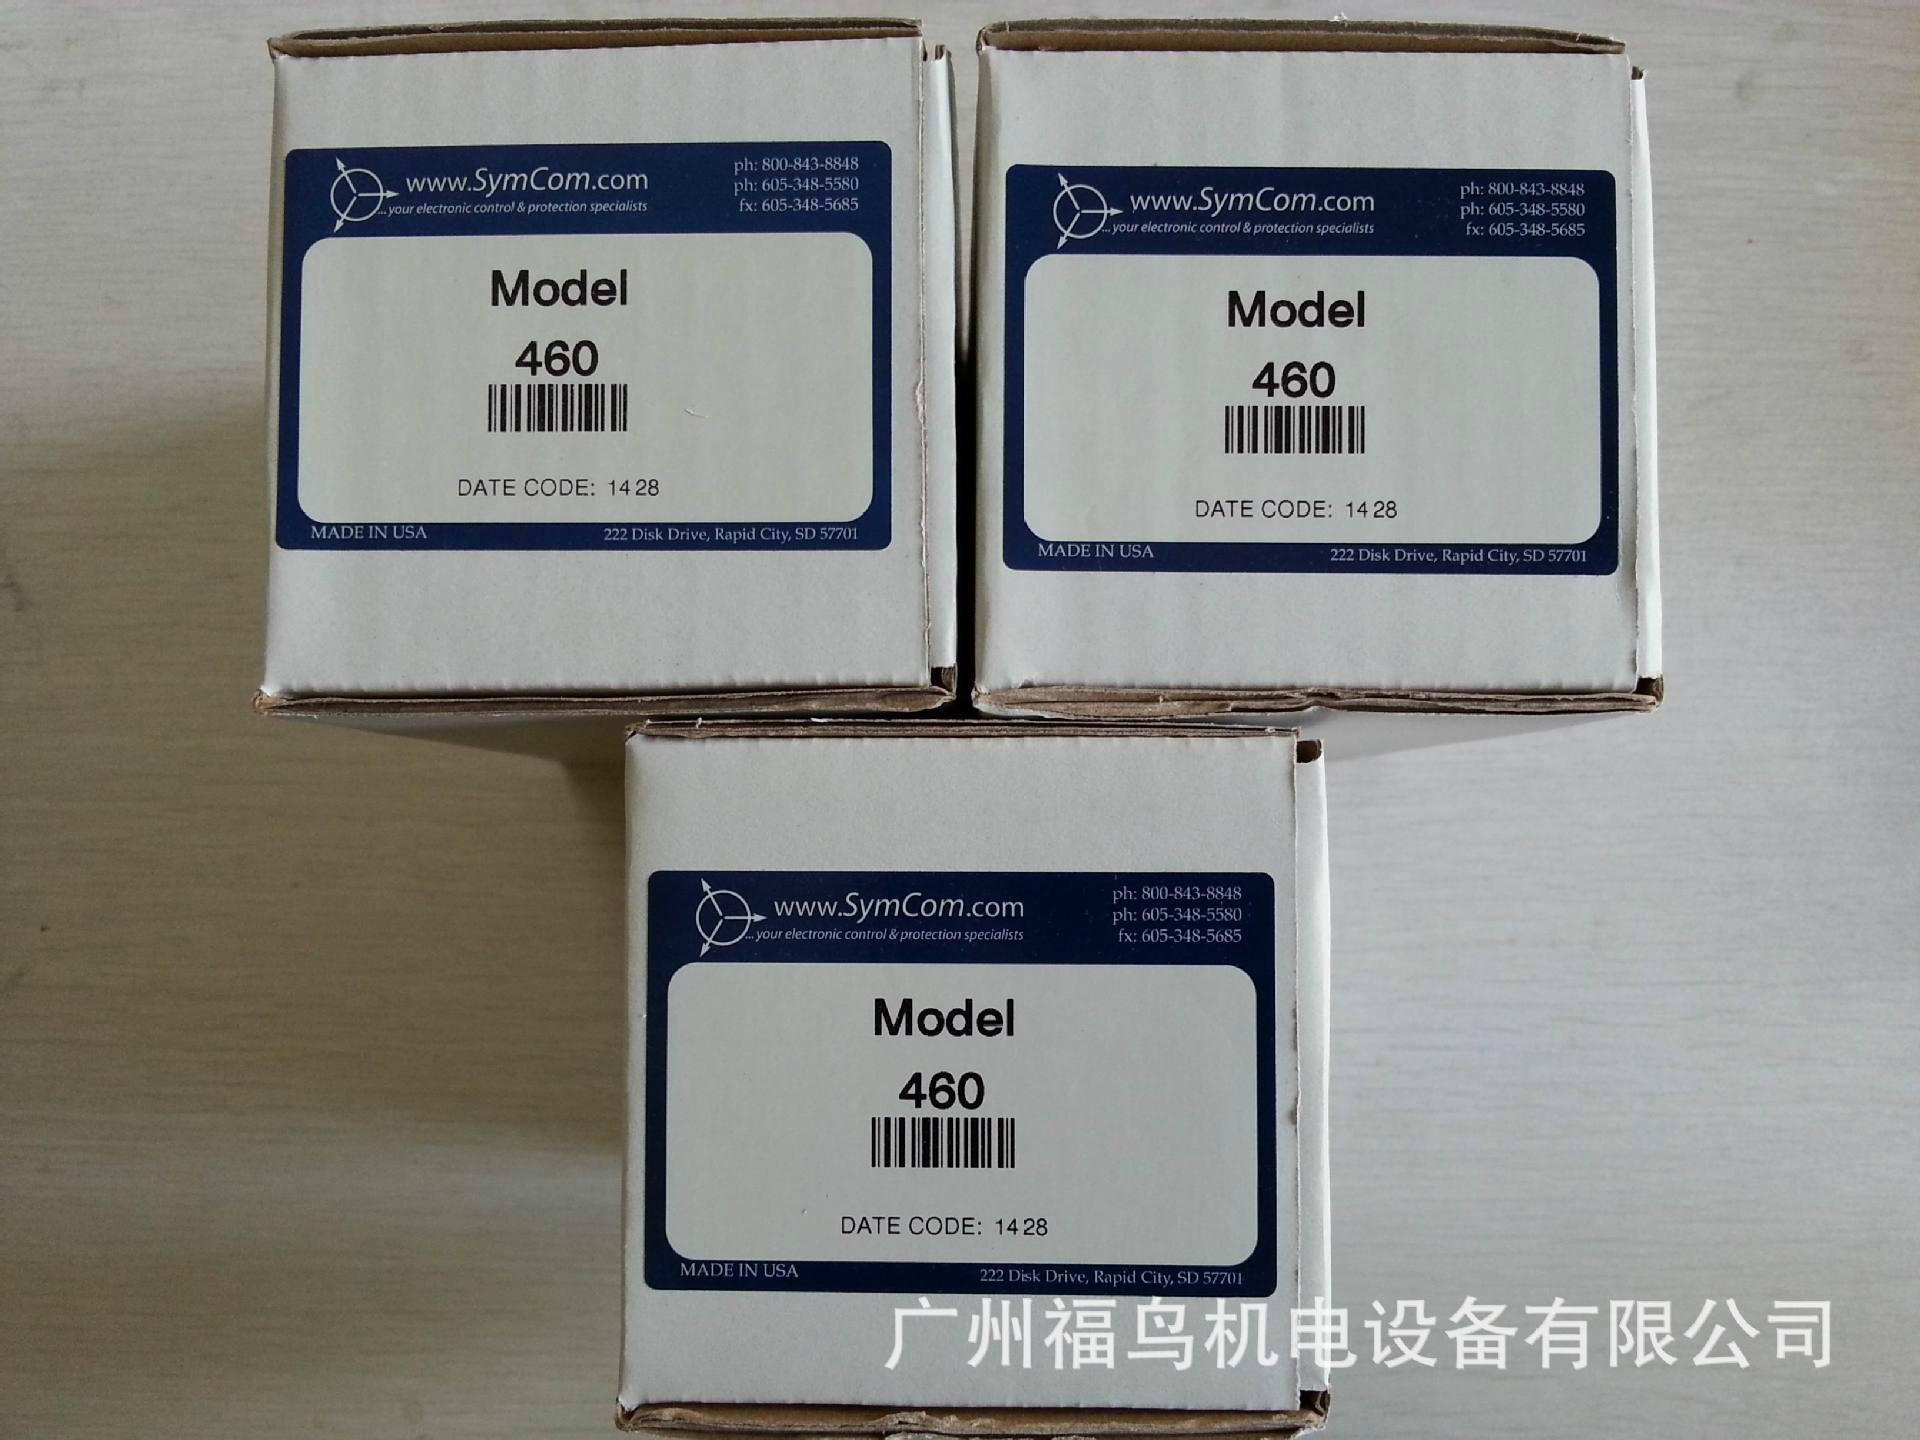 www.SymCom.com
...your electronic control & protection specialists
ph: 800-843-8848
ph: 605-348-5580
fx: 605-348-5685
Model
460
DATE CODE: 1428
MADE IN USA
222 Disk Drive, Rapid City, SD 57701
www.SymCom.com
...your electronic control & protection specialists
ph: 800-843-8848
ph: 605-348-5580
fx: 605-348-5685
Model
460
DATE CODE: 1428
MADE IN USA
222 Disk Drive, Rapid City, SD 57701
www.SymCom.com
...your electronic control & protection specialists
ph: 800-843-8848
ph: 605-348-5580
fx: 605-348-5685
Model
460
DATE CODE: 1428
MADE IN USA
222 Disk Drive, Rapid City, SD 57701
广州福鸟机电设备有限公司